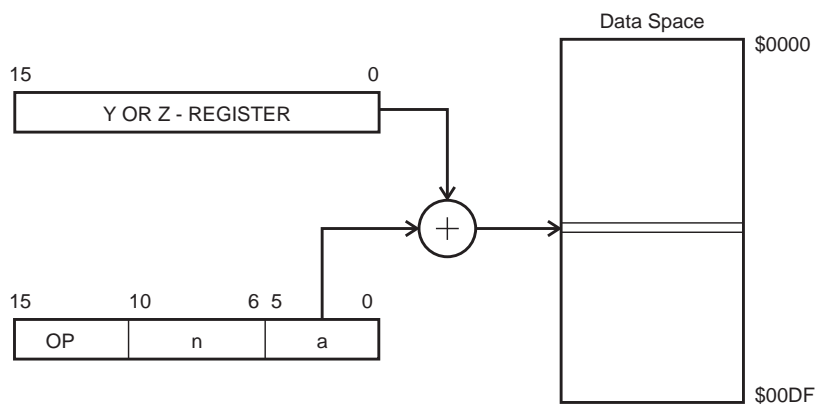 Data Space
$0000
15 0
Y OR Z - REGISTER
+
15 10 6 5 0
OP n a
$00DF